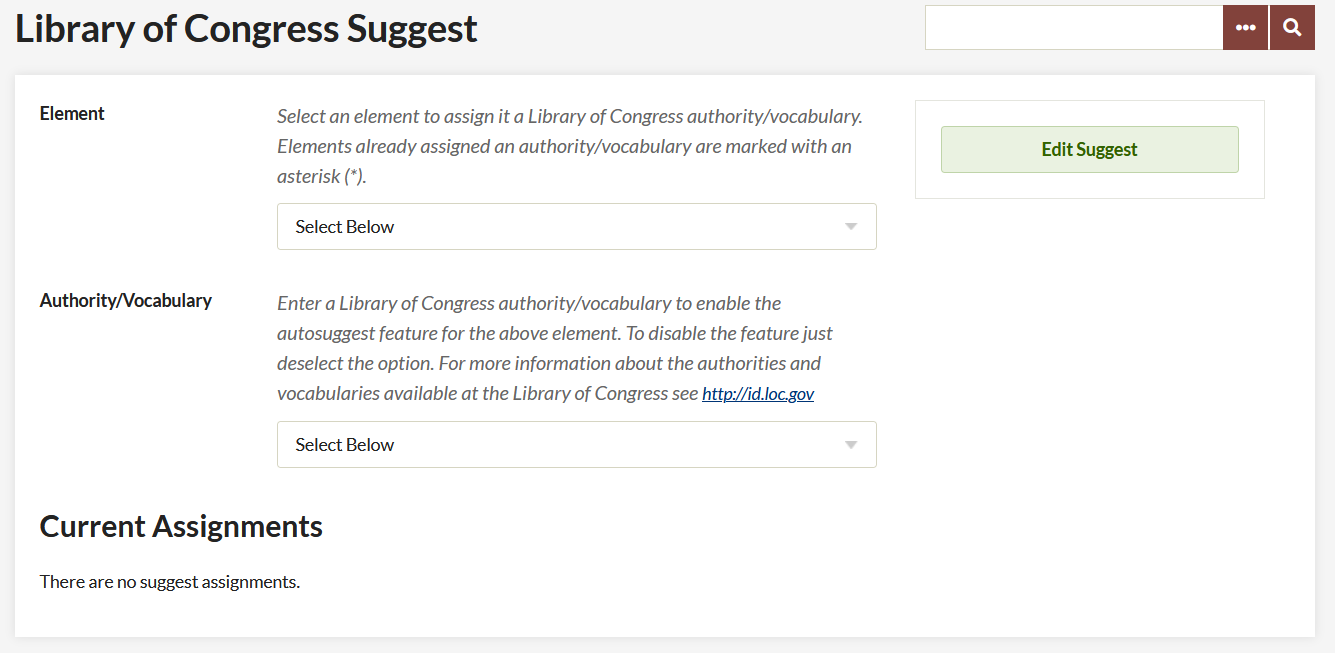 Library of Congress Suggest
Element
Select an element to assign it a Library of Congress authority/vocabulary.
Elements already assigned an authority/vocabulary are marked with an
asterisk (*).
Select Below
Edit Suggest
Authority/Vocabulary
Enter a Library of Congress authority/vocabulary to enable the
autosuggest feature for the above element. To disable the feature just
deselect the option. For more information about the authorities and
vocabularies available at the Library of Congress see http://id.loc.gov
Select Below
Current Assignments
There are no suggest assignments.